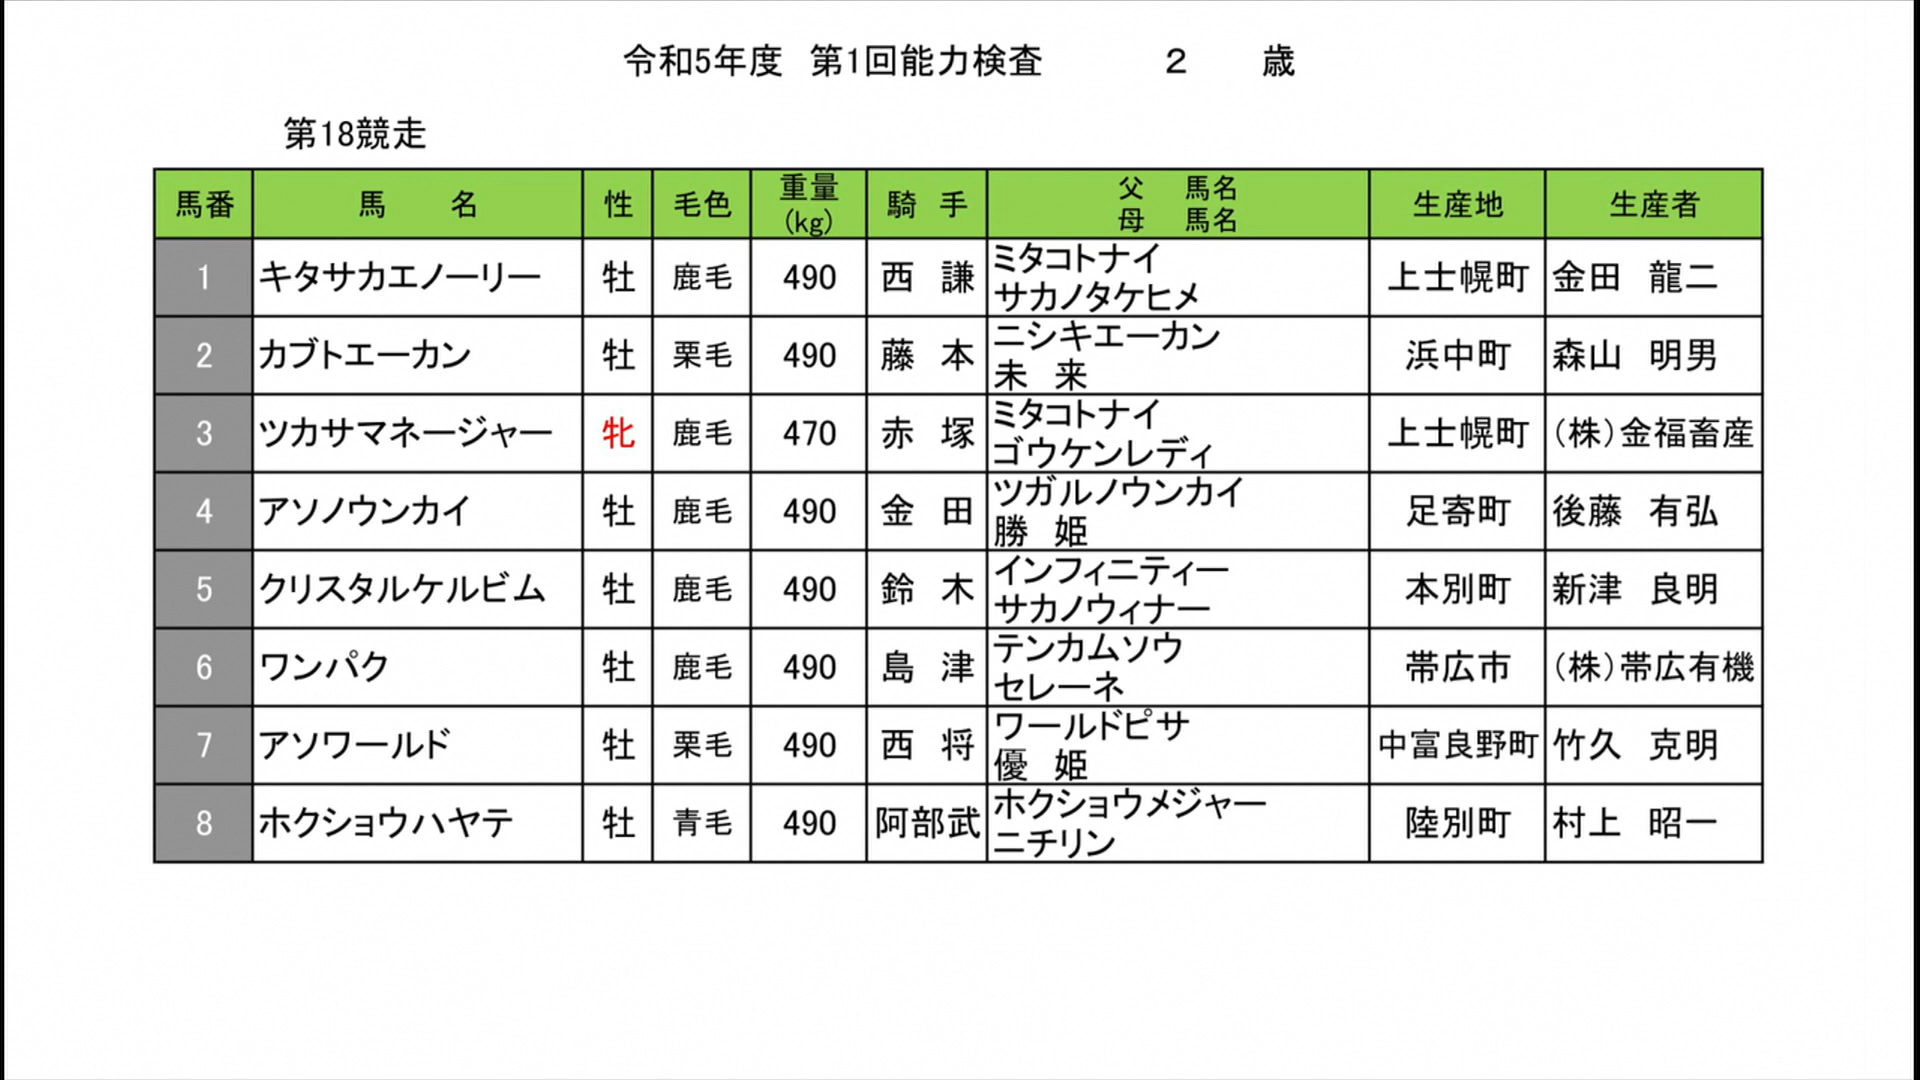 令和5年度 第1回能力検査 2 歳
第18競走
馬番 馬名 性 毛色 重量(kg) 騎手 父 馬名 母 馬名 生産地 生産者
1 キタサカエノーリー 牡 鹿毛 490 西 謙 ミタコトナイ サカノタケヒメ 上士幌町 金田 龍二
2 カブトエーカン 牡 栗毛 490 藤 本 ニシキエーカン 未 来 浜中町 森山 明男
3 ツカサマネージャー 牝 鹿毛 470 赤 塚 ミタコトナイ ゴウケンレディ 上士幌町 (株)金福畜産
4 アソノウンカイ 牡 鹿毛 490 金 田 ツガルノウンカイ 勝 姫 足寄町 後藤 有弘
5 クリスタルケルビム 牡 鹿毛 490 鈴 木 インフィニティー サカノウィナー 本別町 新津 良明
6 ワンパク 牡 鹿毛 490 島 津 テンカムソウ セレーネ 帯広市 (株)帯広有機
7 アソワールド 牡 栗毛 490 西 将 ワールドピサ 優 姫 中富良野町 竹久 克明
8 ホクショウハヤテ 牡 青毛 490 阿部武 ホクショウメジャー ニチリン 陸別町 村上 昭一